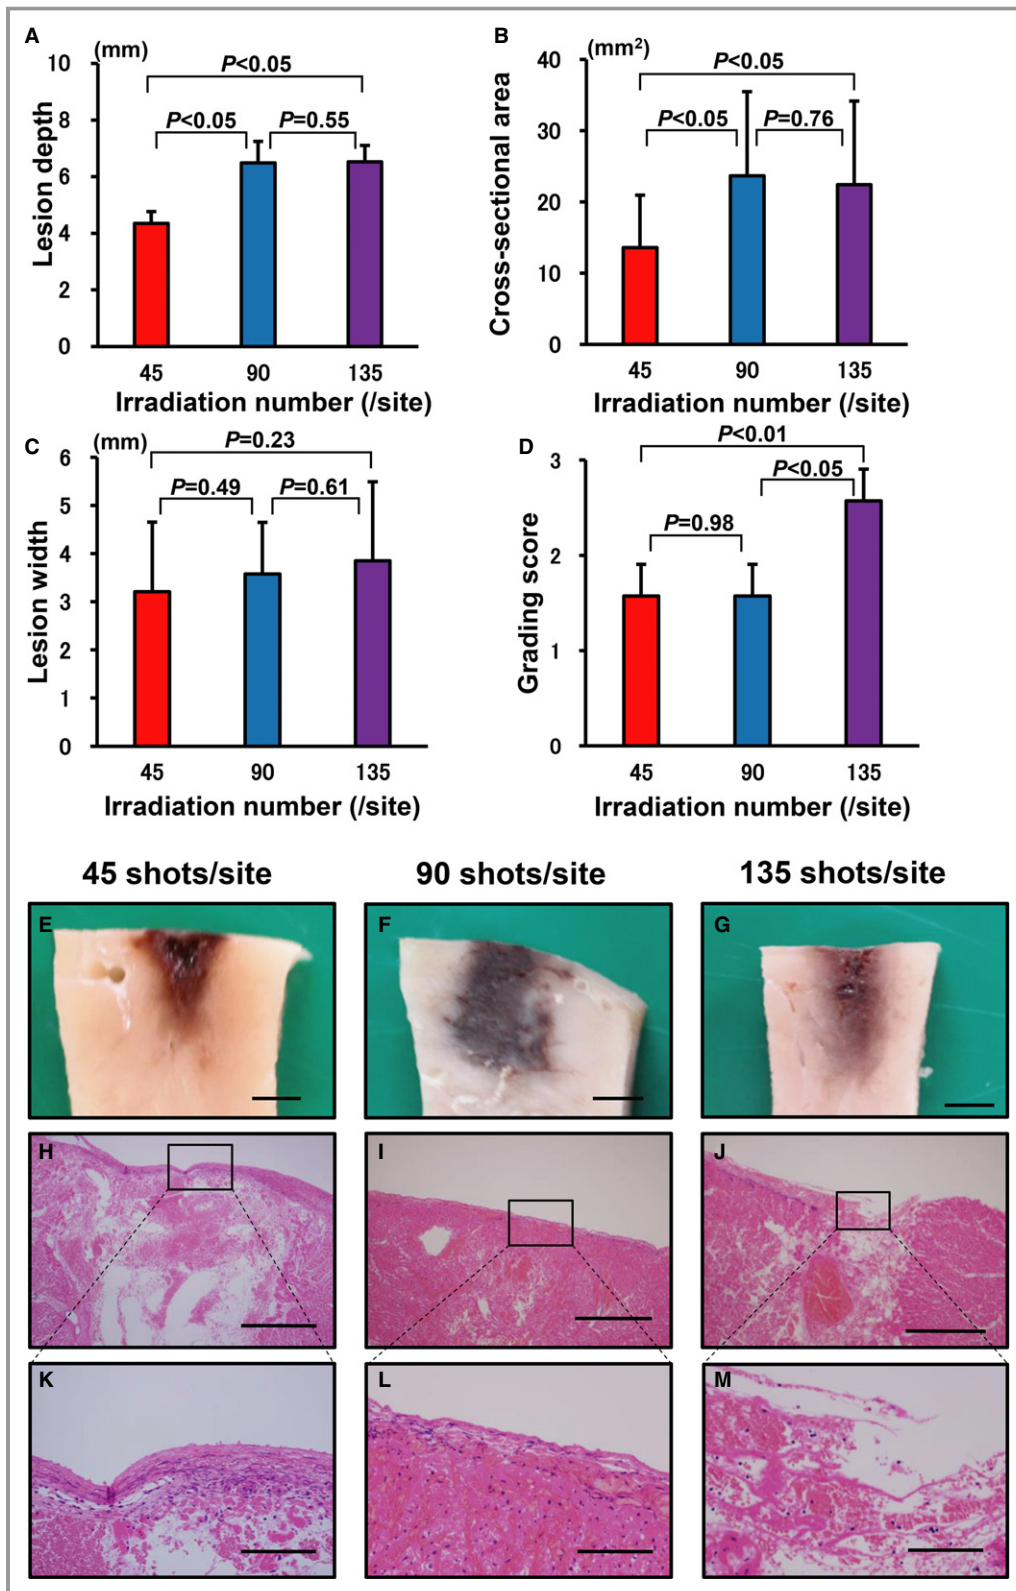 A
(mm)
10
8
6
4
2
0
Lesion depth
P<0.05
P<0.05
P=0.55
45 90 135
Irradiation number (/site)
B
(mm²)
40
30
20
10
0
Cross-sectional area
P<0.05
P<0.05
P=0.76
45 90 135
Irradiation number (/site)
C
(mm)
6
5
4
3
2
1
0
Lesion width
P=0.23
P=0.49
P=0.61
45 90 135
Irradiation number (/site)
D
3
2
1
0
Grading score
P<0.01
P<0.05
P=0.98
45 90 135
Irradiation number (/site)
45 shots/site
90 shots/site
135 shots/site
E
F
G
H
I
J
K
L
M